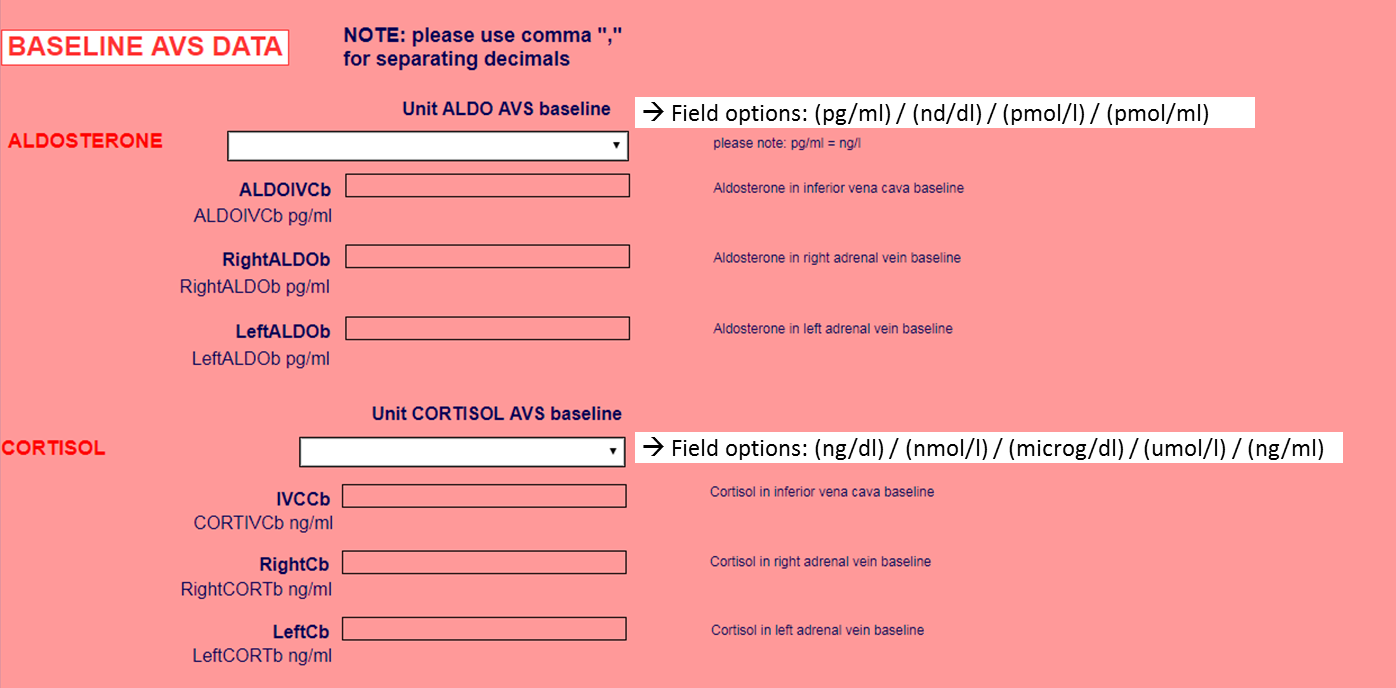 BASELINE AVS DATA
NOTE: please use comma ","
for separating decimals
Unit ALDO AVS baseline
→ Field options: (pg/ml) / (nd/dl) / (pmol/l) / (pmol/ml)
ALDOSTERONE
please note: pg/ml = ng/l
ALDOIVCb
Aldosterone in inferior vena cava baseline
ALDOIVCb pg/ml
RightALDOb
Aldosterone in right adrenal vein baseline
RightALDOb pg/ml
LeftALDOb
Aldosterone in left adrenal vein baseline
LeftALDOb pg/ml
Unit CORTISOL AVS baseline
CORTISOL
→ Field options: (ng/dl) / (nmol/l) / (microg/dl) / (umol/l) / (ng/ml)
IVCCb
Cortisol in inferior vena cava baseline
CORTIVCb ng/ml
RightCb
Cortisol in right adrenal vein baseline
RightCORTb ng/ml
LeftCb
Cortisol in left adrenal vein baseline
LeftCORTb ng/ml